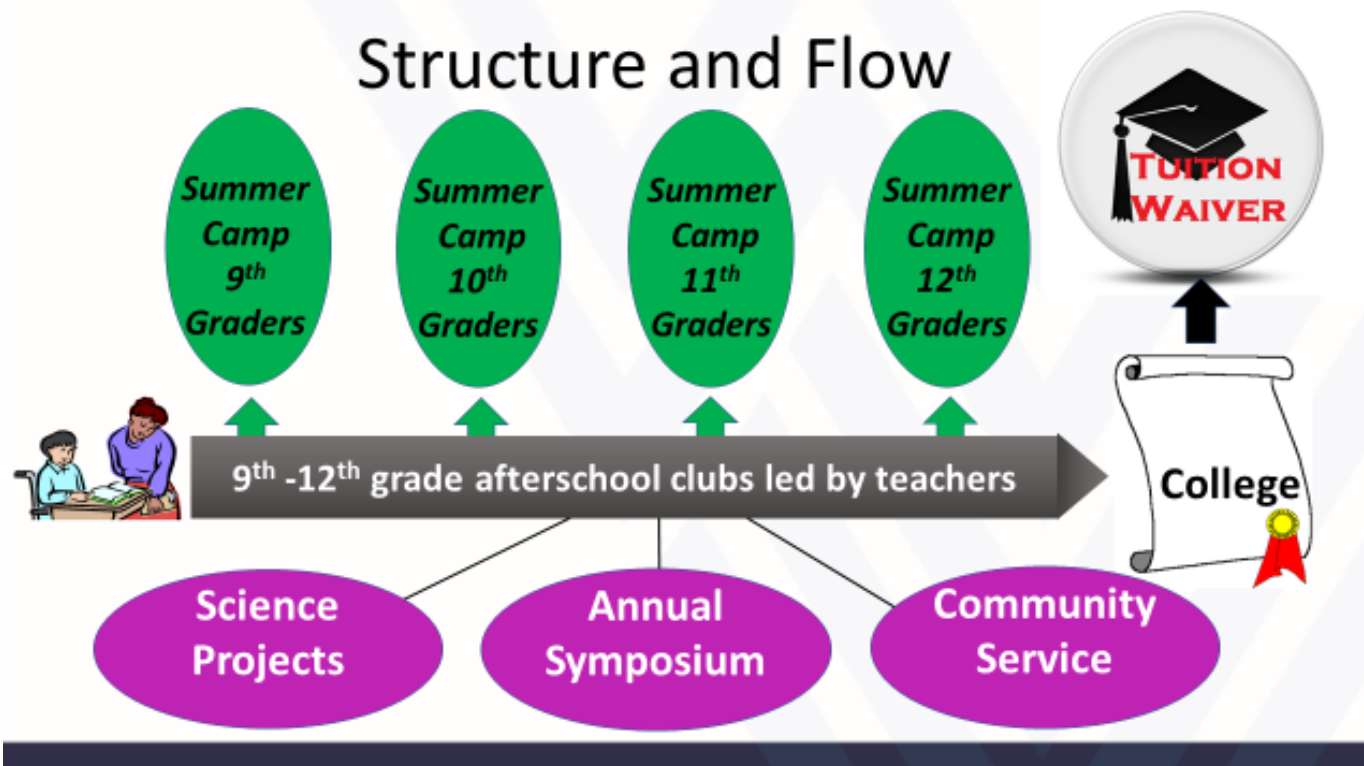 Structure and Flow
Summer
Camp
9th
Graders
Summer
Camp
10th
Graders
Summer
Camp
11th
Graders
Summer
Camp
12th
Graders
TUITION
WAIVER
9th -12th grade afterschool clubs led by teachers
College
Science
Projects
Annual
Symposium
Community
Service